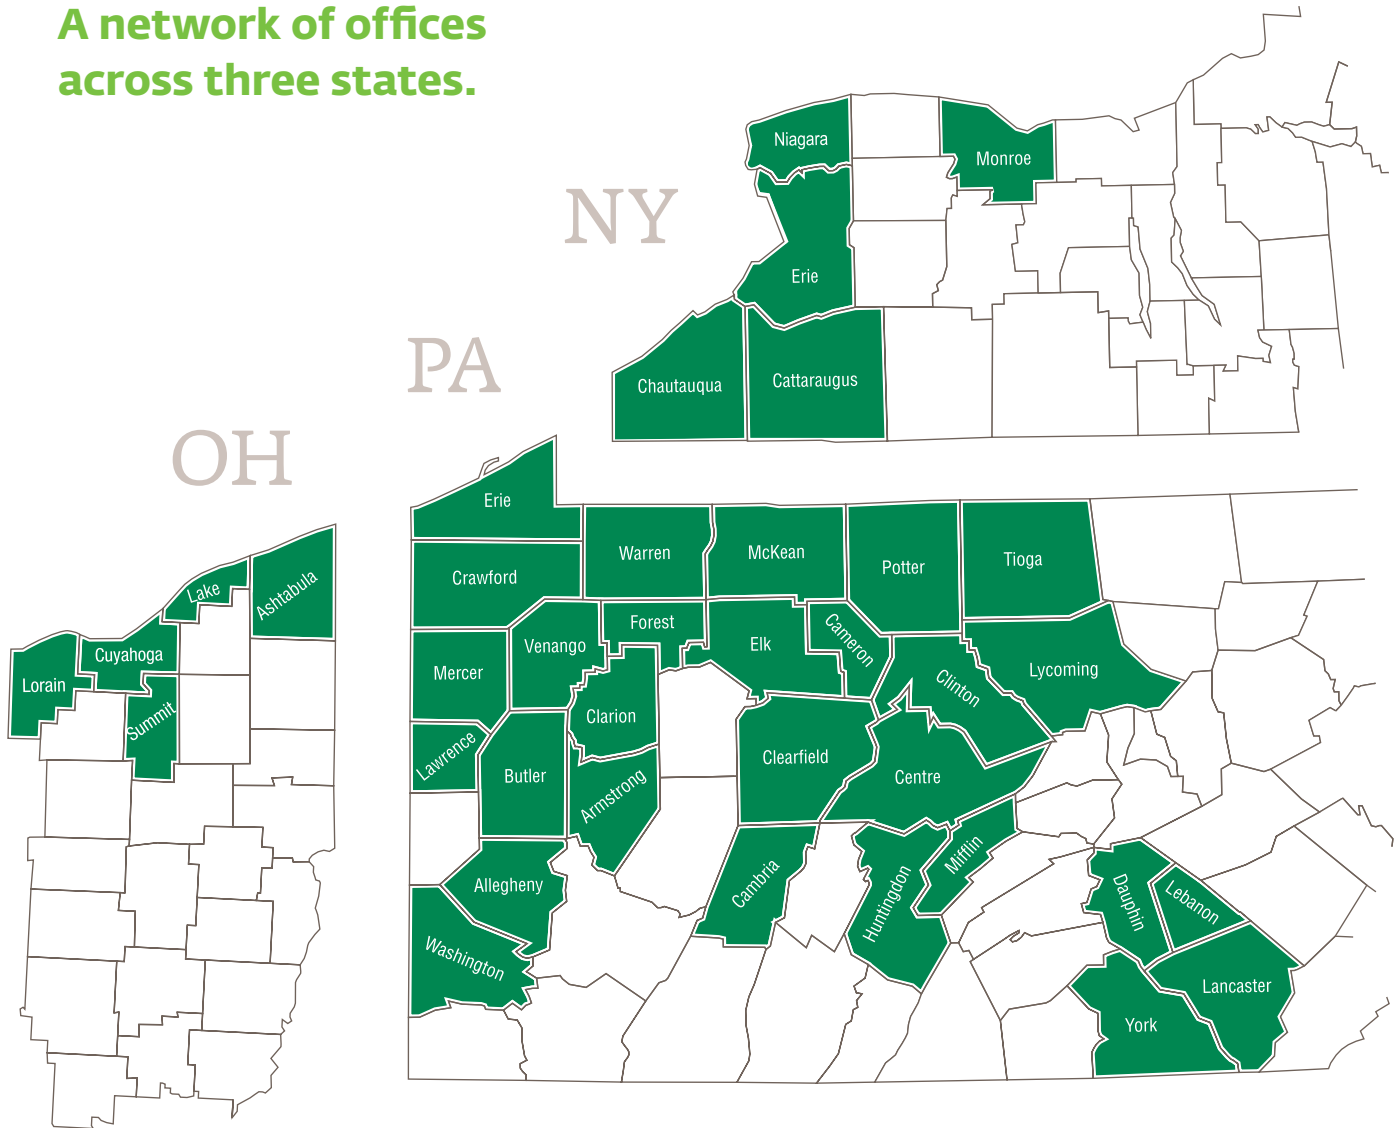 A network of offices
across three states.
NY
Niagara
Monroe
Erie
Chautauqua
Cattaraugus
PA
Erie
Warren
McKean
Potter
Tioga
Crawford
Forest
Venango
Elk
Cameron
Mercer
Lycoming
Clinton
Clarion
Lawrence
Clearfield
Butler
Centre
Armstrong
Mifflin
Allegheny
Cambria
Huntingdon
Dauphin
Lebanon
Washington
Lancaster
York
OH
Lake
Ashtabula
Cuyahoga
Lorain
Summit